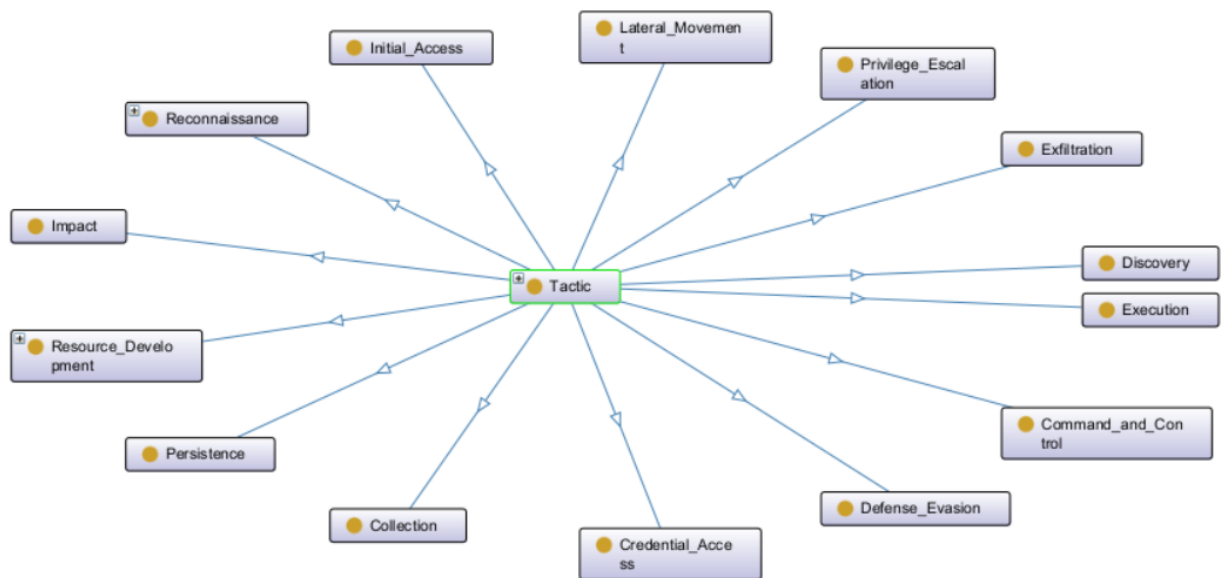 Lateral_Movemen
t
Initial_Access
Privilege_Escal
ation
Reconnaissance
Exfiltration
Impact
Discovery
Tactic
Execution
Resource_Develo
pment
Command_and_Con
trol
Persistence
Defense_Evasion
Collection
Credential_Acce
ss